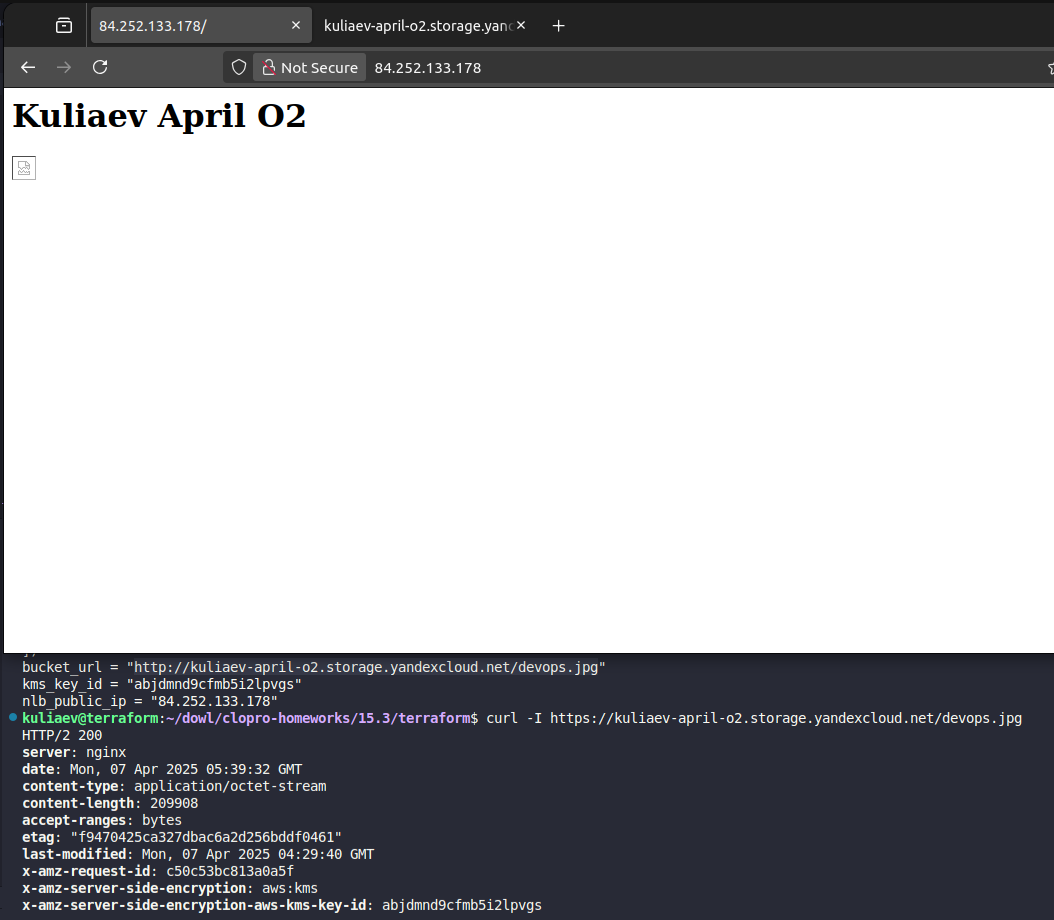 84.252.133.178/
kuliaev-april-o2.storage.yanc
Not Secure
84.252.133.178
Kuliaev April O2
bucket_url = "http://kuliaev-april-o2.storage.yandexcloud.net/devops.jpg"
kms_key_id = "abjdmnd9cfmb5i2lpvgs"
nlb_public_ip = "84.252.133.178"
kuliaev@terraform:~/dowl/clopro-homeworks/15.3/terraform$ curl -I https://kuliaev-april-o2.storage.yandexcloud.net/devops.jpg
HTTP/2 200
server: nginx
date: Mon, 07 Apr 2025 05:39:32 GMT
content-type: application/octet-stream
content-length: 209908
accept-ranges: bytes
etag: "f9470425ca327dbac6a2d256bddf0461"
last-modified: Mon, 07 Apr 2025 04:29:40 GMT
x-amz-request-id: c50c53bc813a0a5f
x-amz-server-side-encryption: aws:kms
x-amz-server-side-encryption-aws-kms-key-id: abjdmnd9cfmb5i2lpvgs